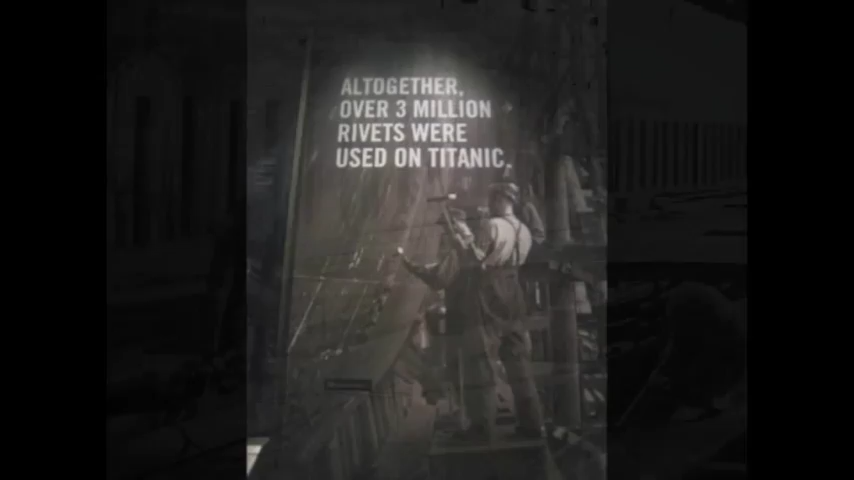 ALTOGETHER,
OVER 3 MILLION
RIVETS WERE
USED ON TITANIC.